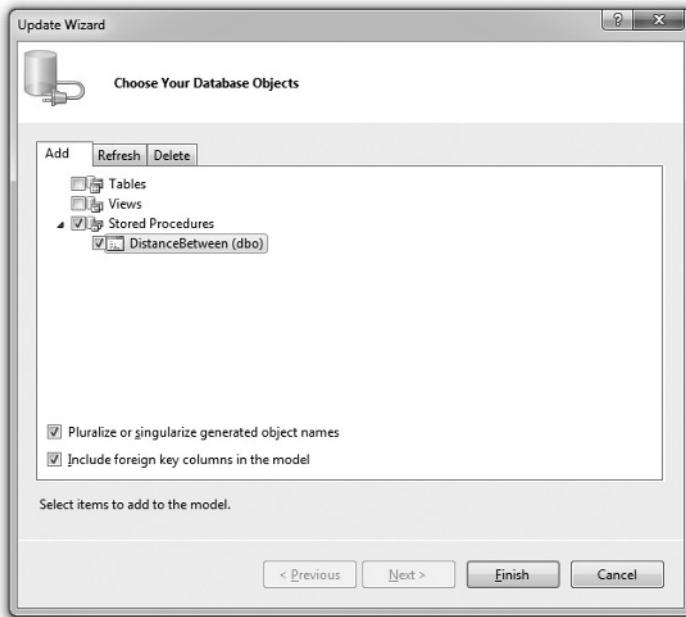 Update Wizard
Choose Your Database Objects
Add Refresh Delete
Tables
Views
Stored Procedures
DistanceBetween (dbo)
Pluralize or singularize generated object names
Include foreign key columns in the model
Select items to add to the model.
< Previous Next > Finish Cancel